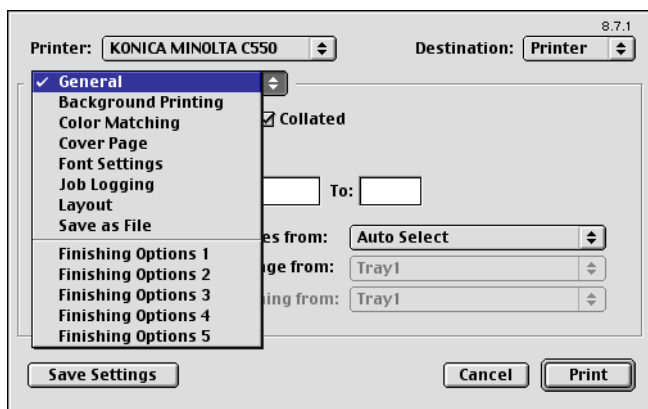 8.7.1
Printer: KONICA MINOLTA C550 Destination: Printer
✓ General
Background Printing
Color Matching Collated
Cover Page
Font Settings
Job Logging To:
Layout
Save as File
es from: Auto Select
Finishing Options 1
Finishing Options 2 ge from: Tray1
Finishing Options 3
Finishing Options 4 ing from: Tray1
Finishing Options 5
Save Settings Cancel Print